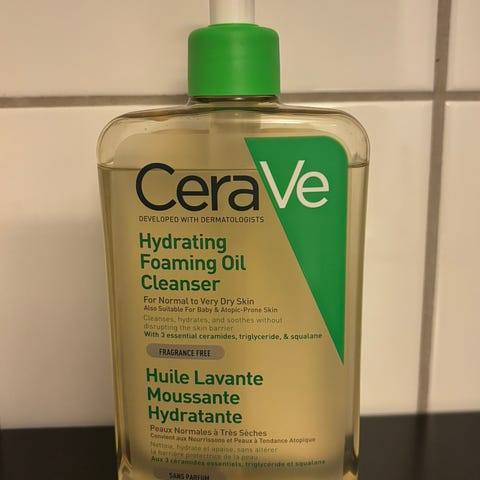 CeraVe
DEVELOPED WITH DERMATOLOGISTS
Hydrating
Foaming Oil
Cleanser
For Normal to Very Dry Skin
Also Suitable For Baby & Atopic-Prone Skin
Cleanses, hydrates, and soothes without
disrupting the skin barrier
With 3 essential ceramides, triglyceride, & squalane
FRAGRANCE FREE
Huile Lavante
Moussante
Hydratante
Peaux Normales à Très Sèches
Convient aux Nourrissons et Peaux à Tendance Atopique
Nettoie, hydrate et apaise, sans altérer
la barrière protectrice de la peau
Aux 3 céramides essentiels, triglycéride et squalane
SANS PARFUM